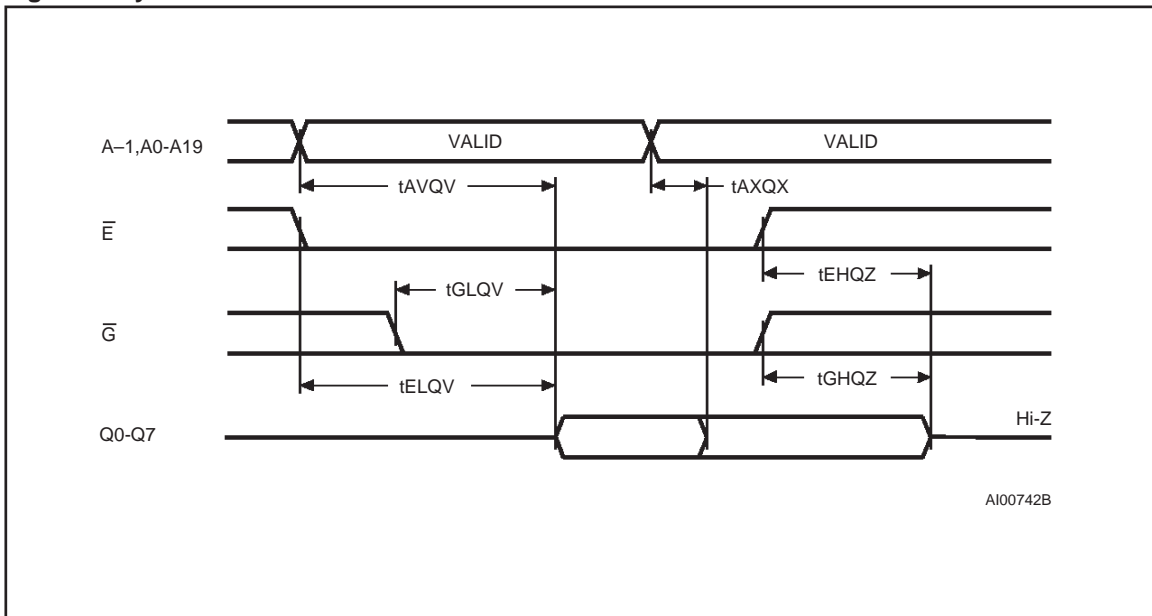 A–1,A0-A19
VALID
VALID
tAVQV
tAXQX
E̅
tEHQZ
tGLQV
G̅
tGHQZ
tELQV
Q0-Q7
Hi-Z
AI00742B